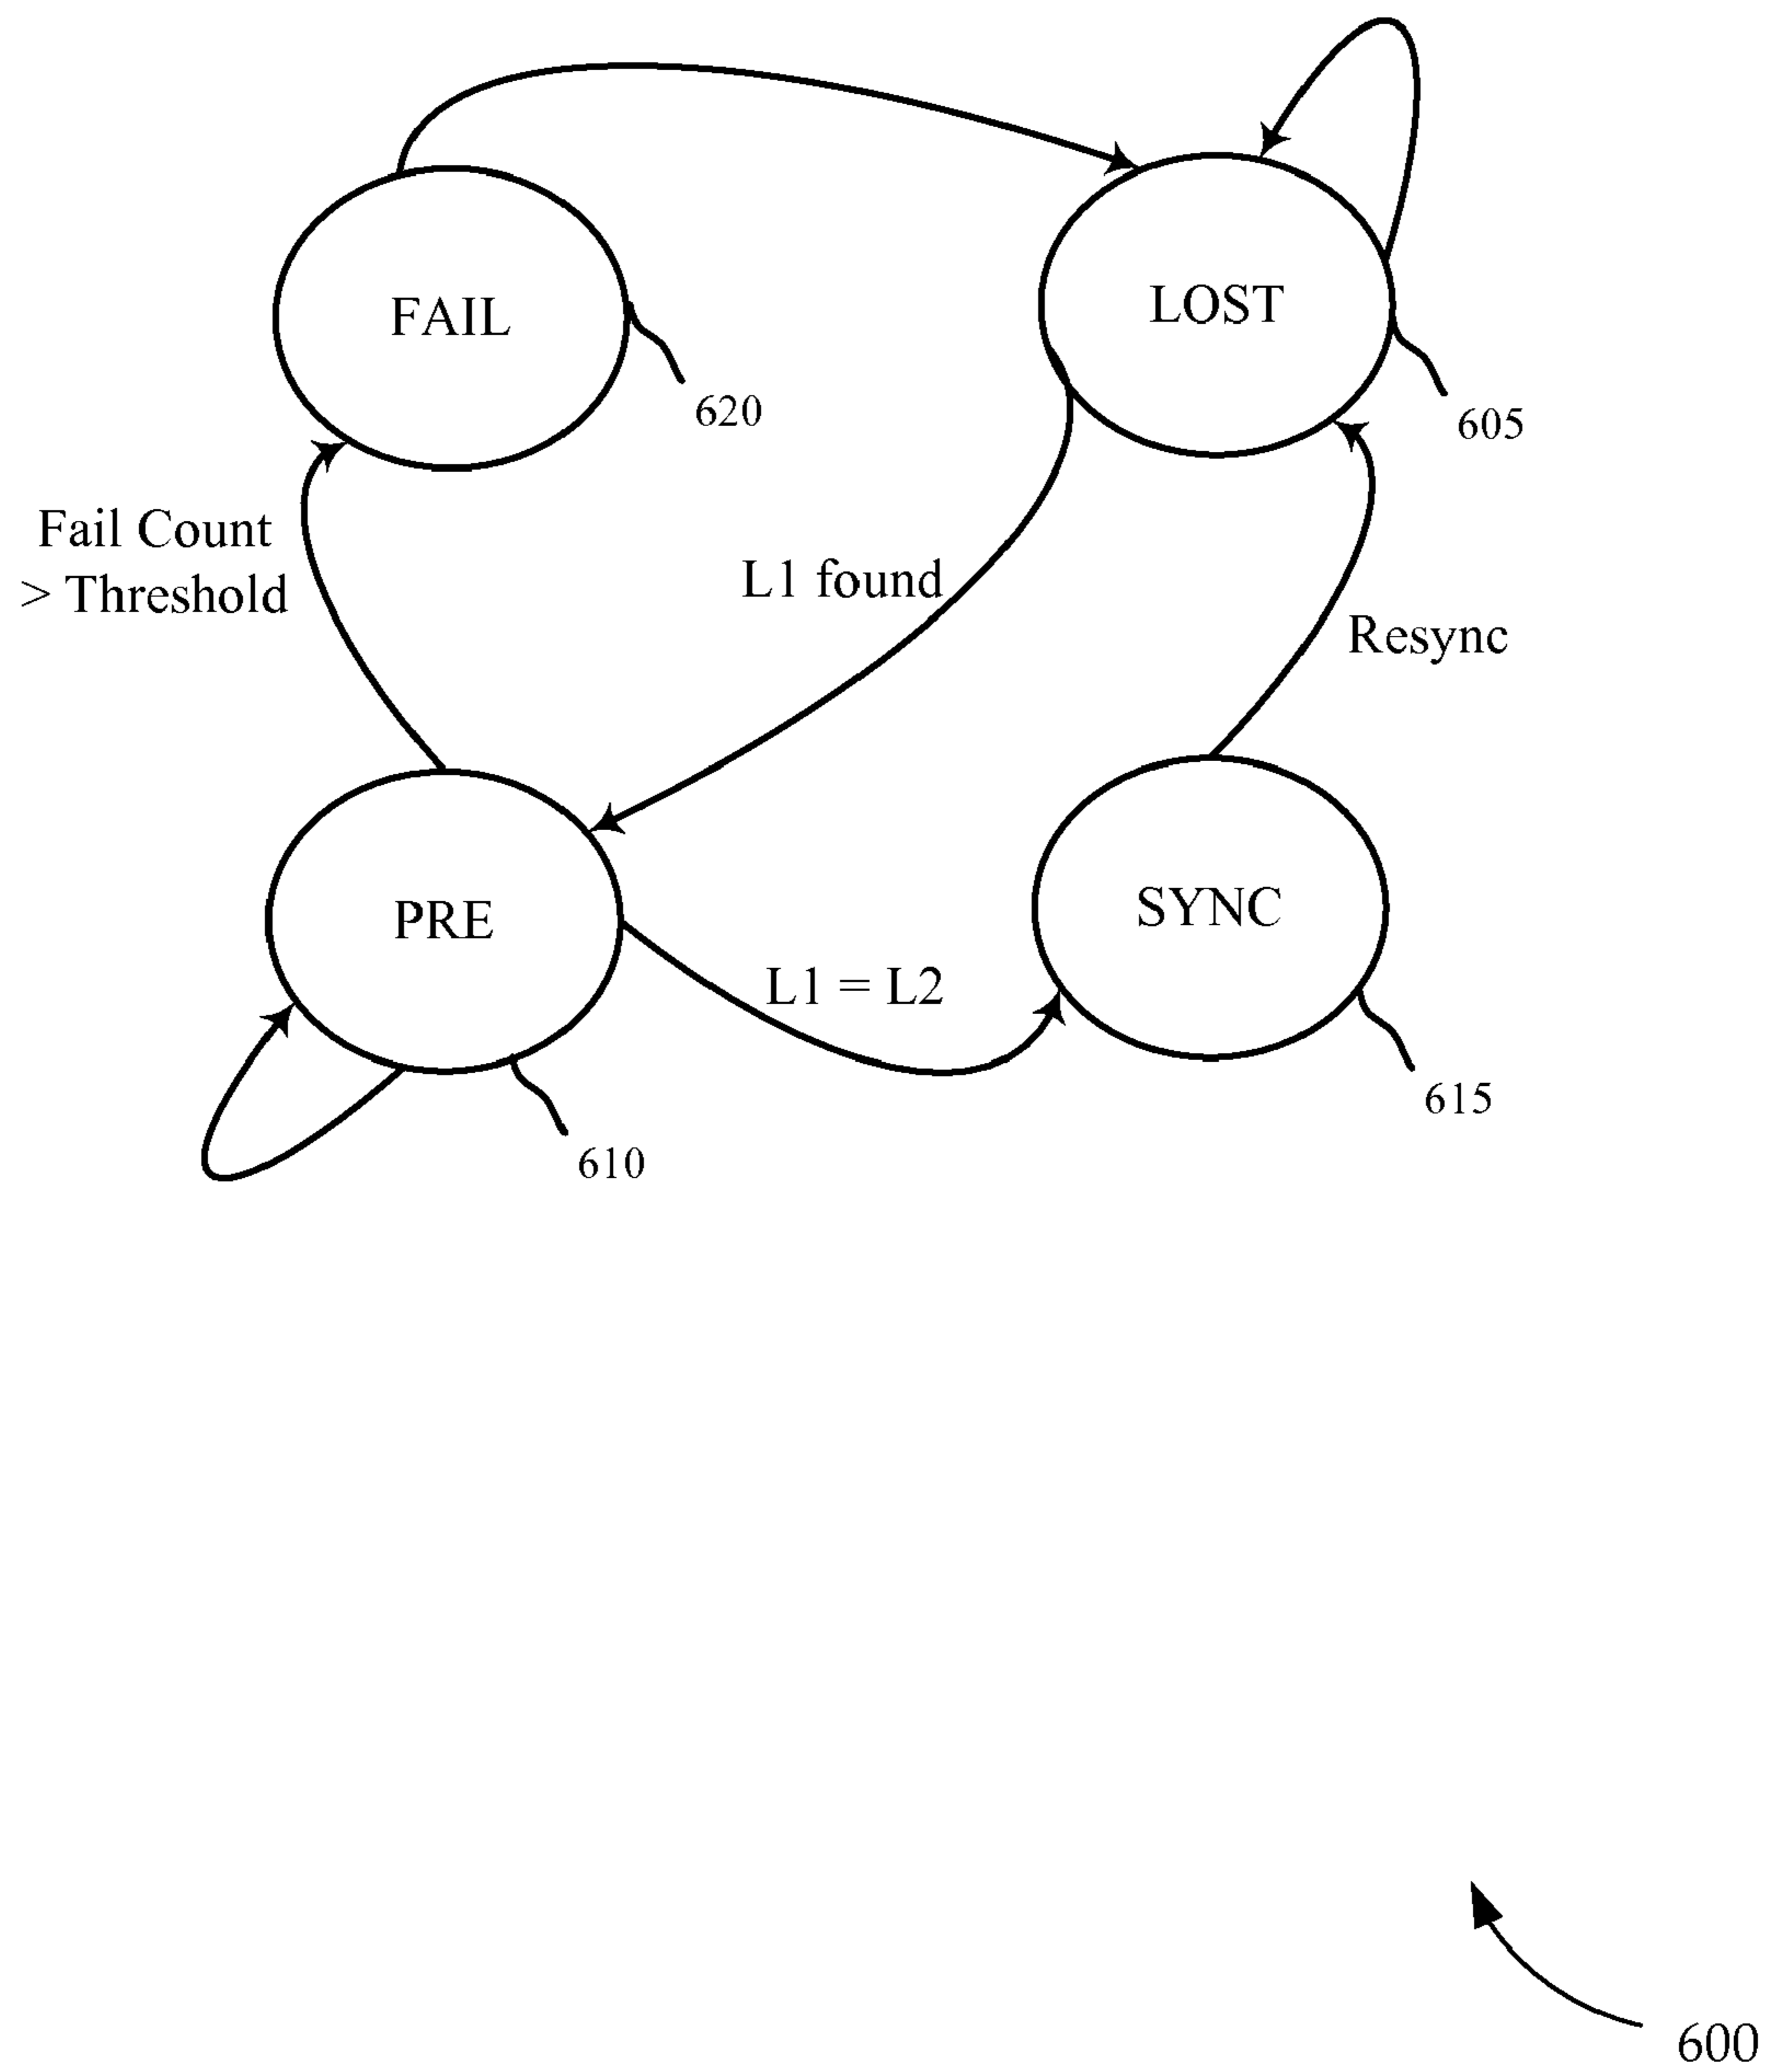 FAIL
LOST
620
605
Fail Count
> Threshold
L1 found
Resync
PRE
SYNC
L1 = L2
615
610
600